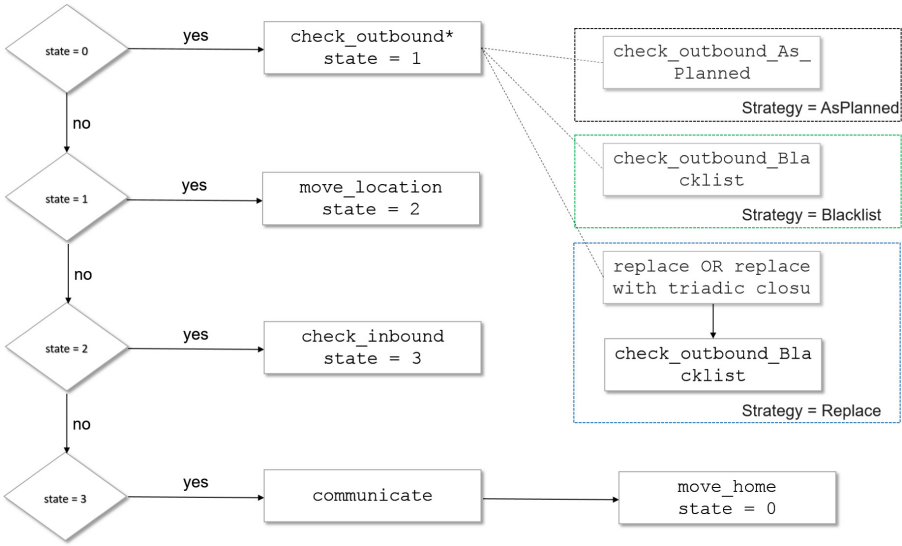 state = 0
yes
check_outbound*
state = 1
check_outbound_As_
Planned
Strategy = AsPlanned
no
state = 1
yes
move_location
state = 2
check_outbound_Bla
cklist
Strategy = Blacklist
no
replace OR replace
with triadic closu
state = 2
yes
check_inbound
state = 3
check_outbound_Bla
cklist
Strategy = Replace
no
state = 3
yes
communicate
move_home
state = 0